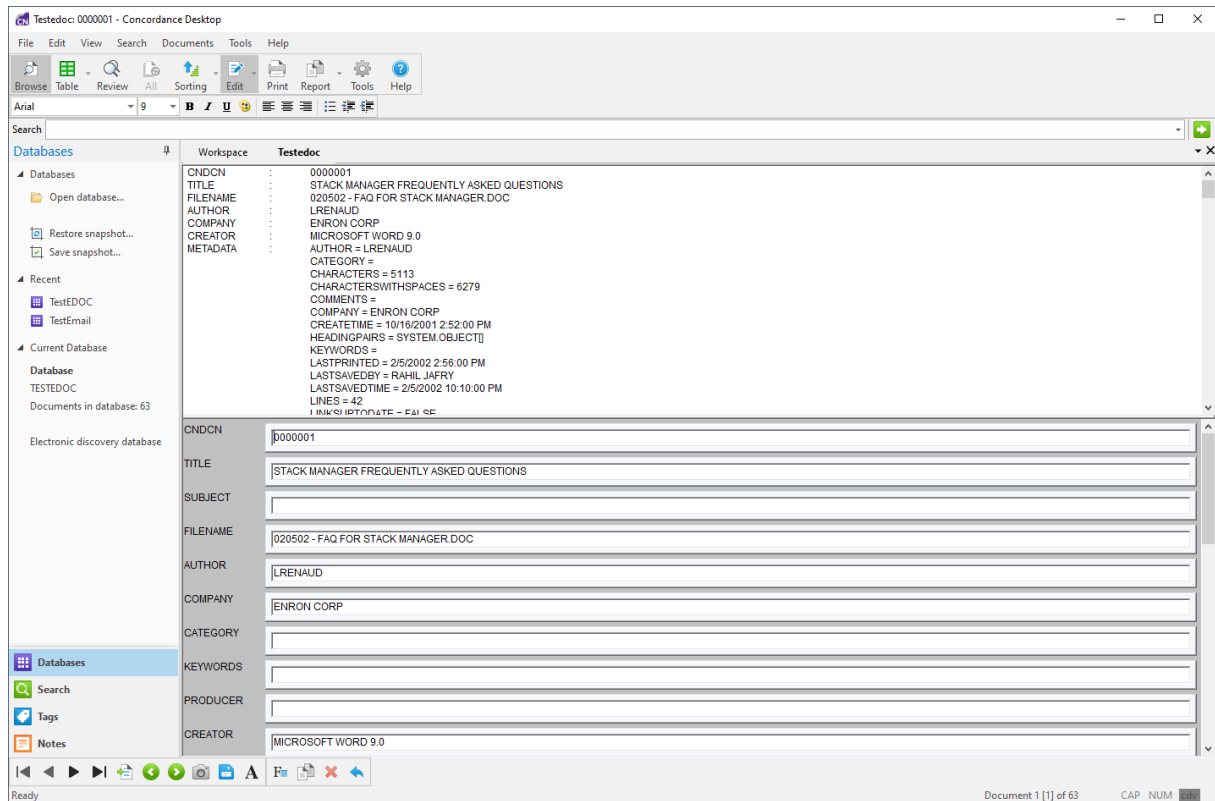 Testedoc: 0000001 - Concordance Desktop
File Edit View Search Documents Tools Help
Browse Table Review All Sorting Edit Print Report Tools Help
Arial 9 B I U
Search
Databases
Workspace Testedoc
Databases
Open database...
Restore snapshot...
Save snapshot...
Recent
TestEDOC
TestEmail
Current Database
Database
TESTEDOC
Documents in database: 63
Electronic discovery database
Databases
Search
Tags
Notes
CNDCN : 0000001
TITLE : STACK MANAGER FREQUENTLY ASKED QUESTIONS
FILENAME : 020502 - FAQ FOR STACK MANAGER.DOC
AUTHOR : LRENAUD
COMPANY : ENRON CORP
CREATOR : MICROSOFT WORD 9.0
METADATA : AUTHOR = LRENAUD
CATEGORY =
CHARACTERS = 5113
CHARACTERSWITHSPACES = 6279
COMMENTS =
COMPANY = ENRON CORP
CREATETIME = 10/16/2001 2:52:00 PM
HEADINGPAIRS = SYSTEM.OBJECT[]
KEYWORDS =
LASTPRINTED = 2/5/2002 2:56:00 PM
LASTSAVEDBY = RAHIL JAFRY
LASTSAVEDTIME = 2/5/2002 10:10:00 PM
LINES = 42
LINKSUPTODATE = FALSE
CNDCN 0000001
TITLE STACK MANAGER FREQUENTLY ASKED QUESTIONS
SUBJECT
FILENAME 020502 - FAQ FOR STACK MANAGER.DOC
AUTHOR LRENAUD
COMPANY ENRON CORP
CATEGORY
KEYWORDS
PRODUCER
CREATOR MICROSOFT WORD 9.0
A F
Ready Document 1 [1] of 63 CAP NUM cdv